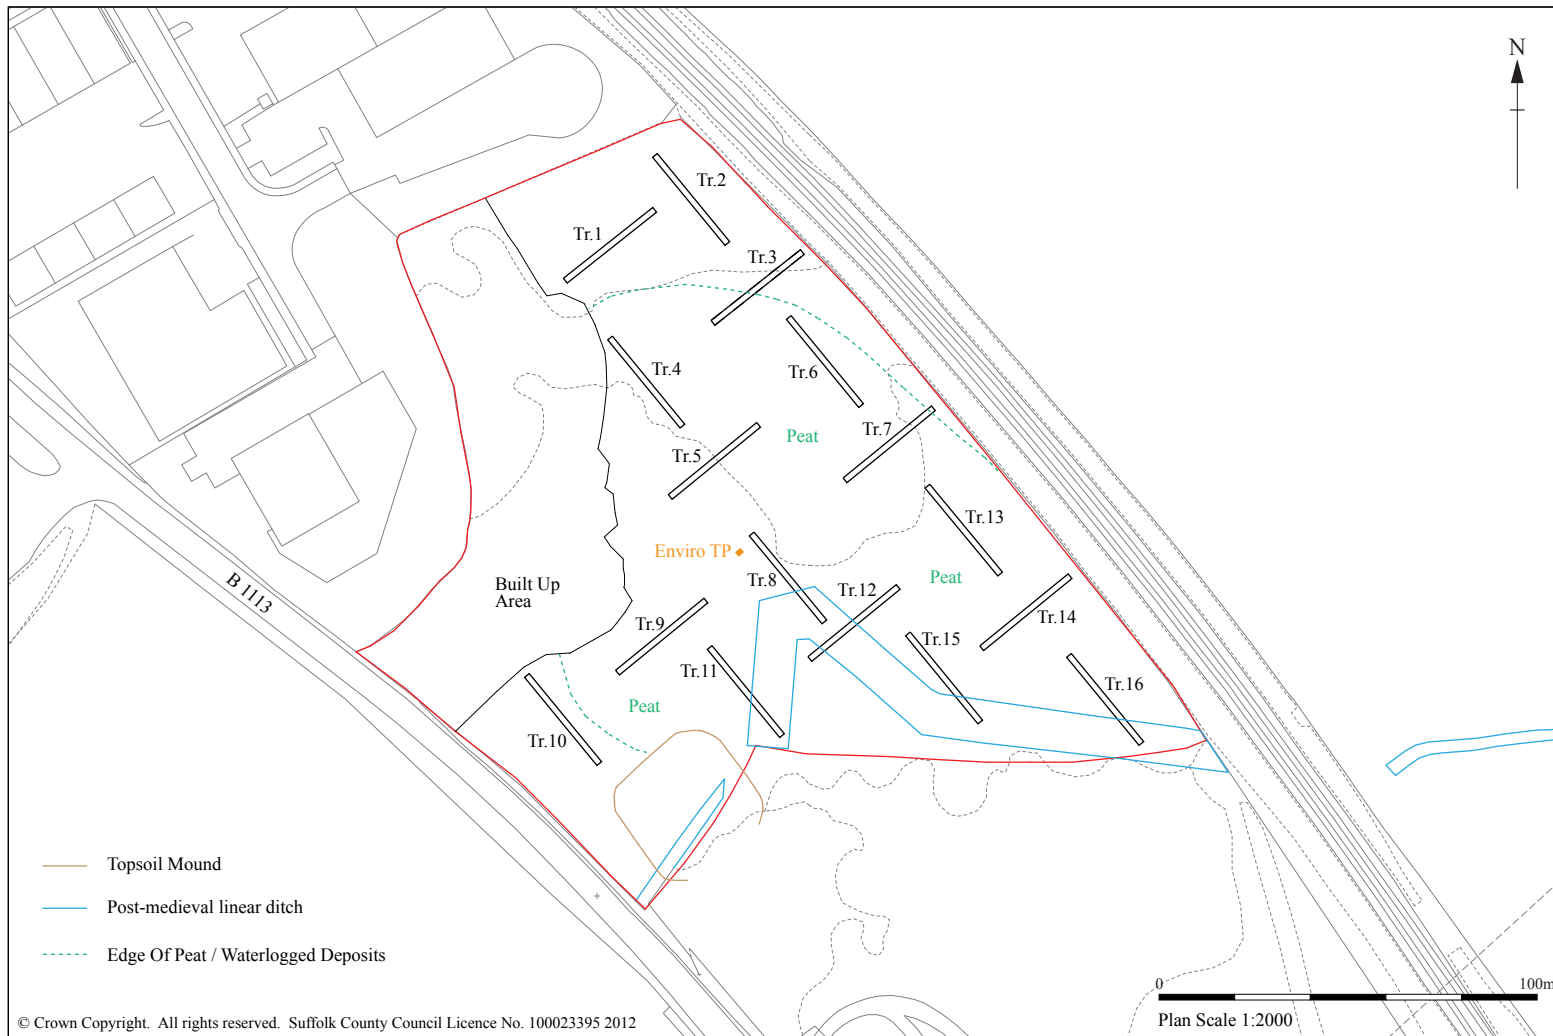 N
Tr.2
Tr.1
Tr.3
Tr.4
Tr.6
Peat
Tr.7
Tr.5
Tr.13
Enviro TP
Tr.8
Peat
B 1113
Built Up
Area
Tr.12
Tr.14
Tr.9
Tr.15
Tr.11
Tr.16
Peat
Tr.10
Topsoil Mound
Post-medieval linear ditch
Edge Of Peat / Waterlogged Deposits
0 100m
Plan Scale 1:2000
© Crown Copyright. All rights reserved. Suffolk County Council Licence No. 100023395 2012